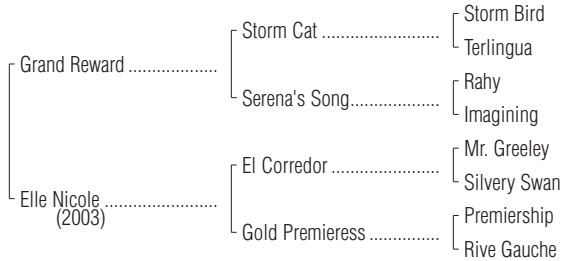 Storm Bird
Storm Cat ....................
Terlingua
Grand Reward ..................
Rahy
Serena's Song...................
Imagining
Mr. Greeley
El Corredor ......................
Silvery Swan
Elle Nicole .......................
(2003)
Premiership
Gold Premieress ...............
Rive Gauche